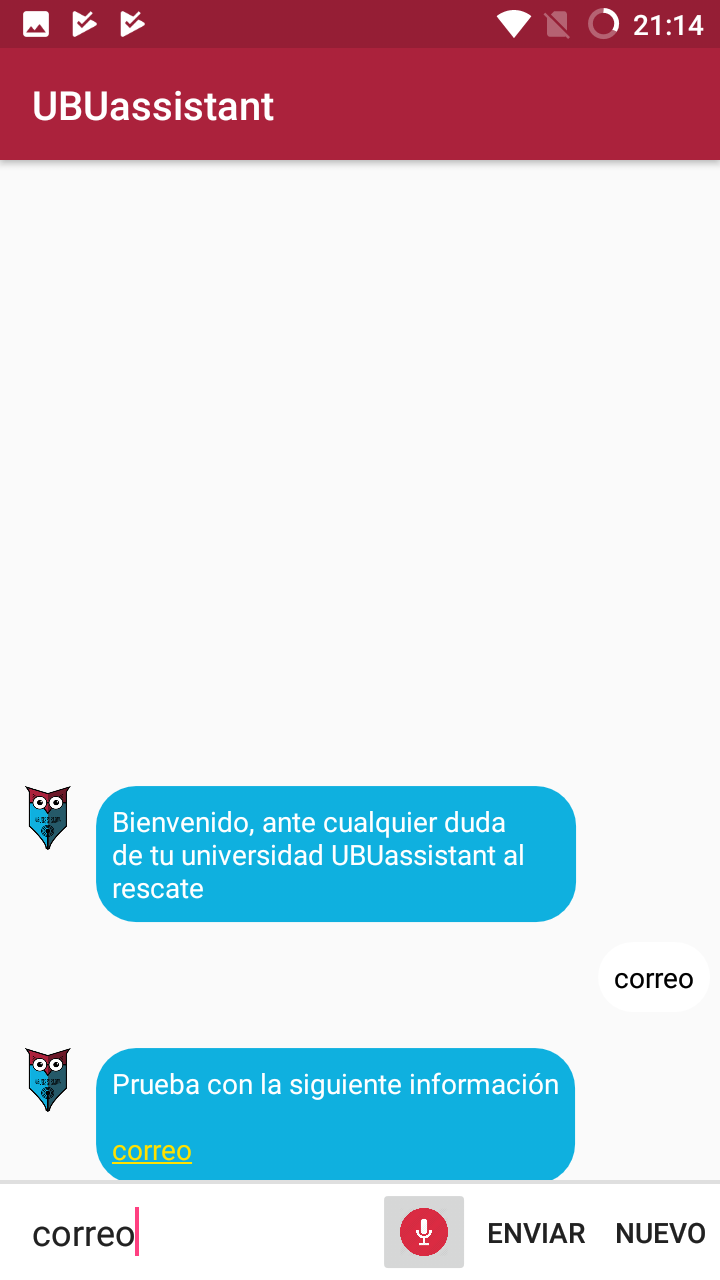 21:14
UBUassistant
Bienvenido, ante cualquier duda
de tu universidad UBUassistant al
rescate
correo
Prueba con la siguiente información
correo
correo
ENVIAR
NUEVO